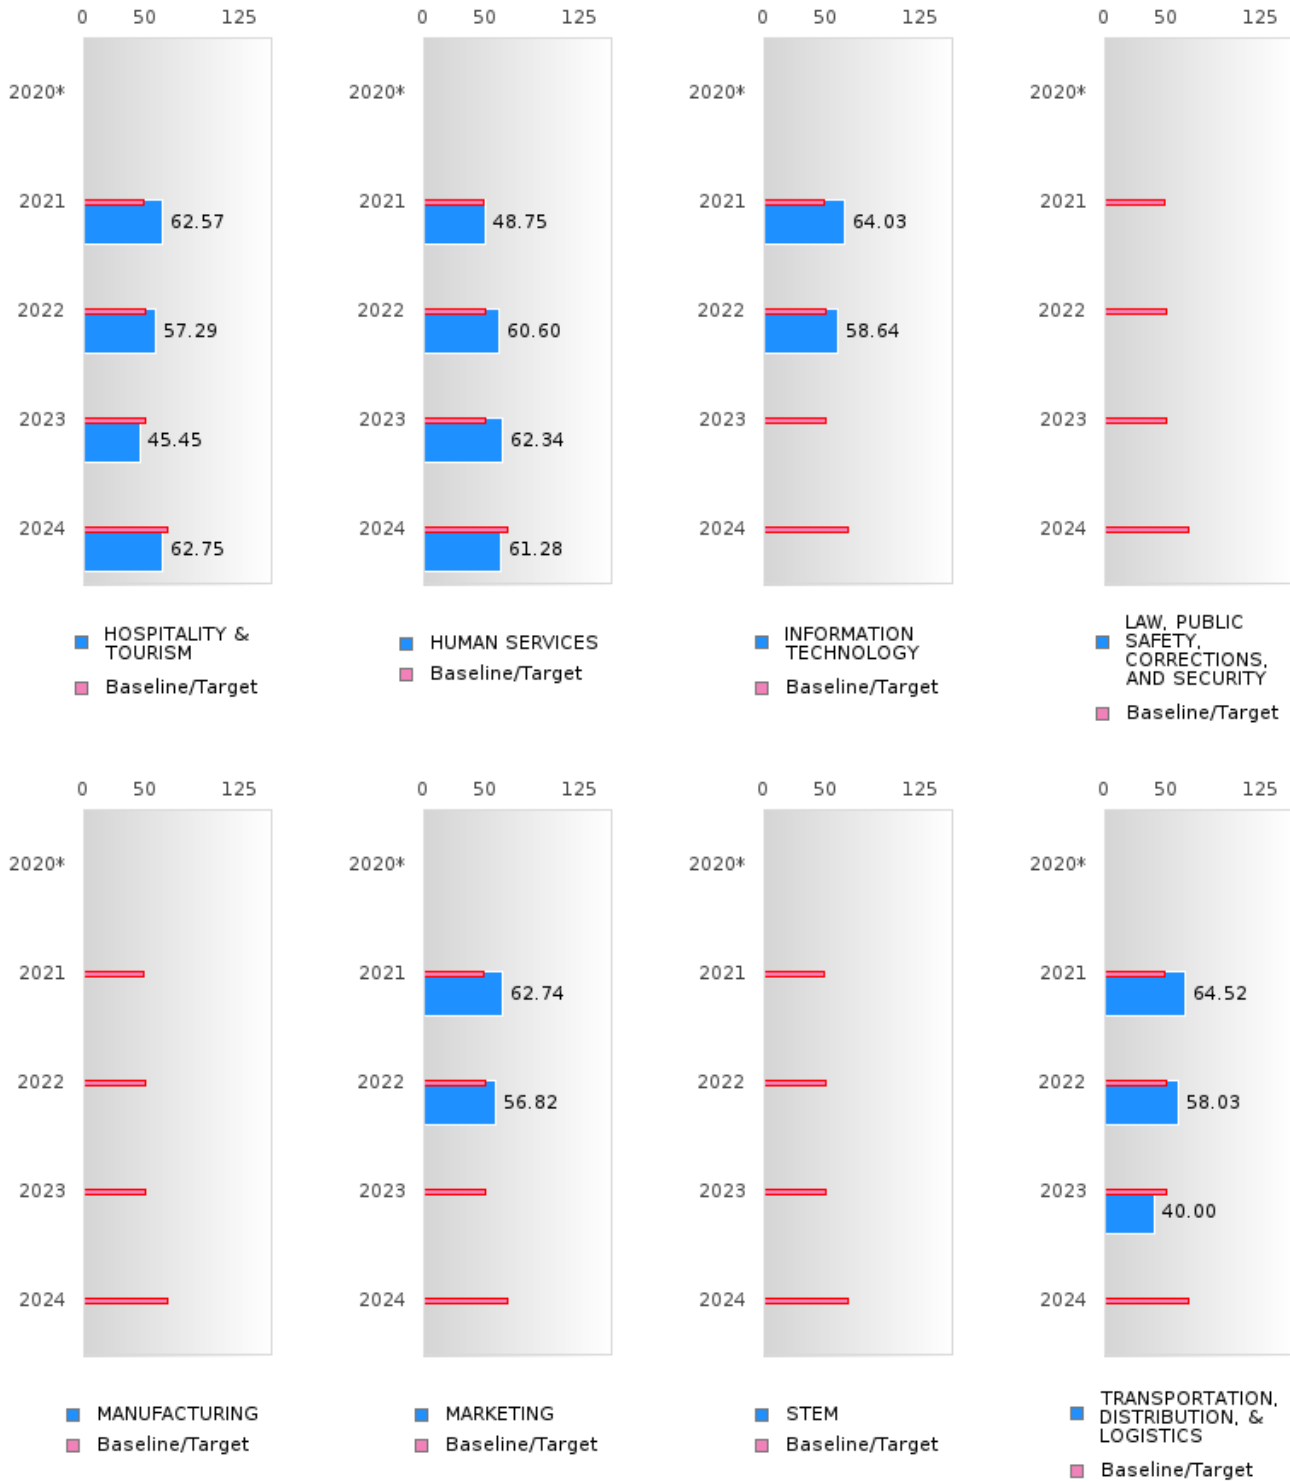 0 50 125
0 50 125
0 50 125
0 50 125
2020*
2020*
2020*
2020*
2021
62.57
2021
48.75
2021
64.03
2021
2022
57.29
2022
60.60
2022
58.64
2022
2023
45.45
2023
62.34
2023
2023
2024
62.75
2024
61.28
2024
2024
HOSPITALITY &
TOURISM
Baseline/Target
HUMAN SERVICES
Baseline/Target
INFORMATION
TECHNOLOGY
Baseline/Target
LAW, PUBLIC
SAFETY,
CORRECTIONS,
AND SECURITY
Baseline/Target
0 50 125
0 50 125
0 50 125
0 50 125
2020*
2020*
2020*
2020*
2021
2021
62.74
2021
2021
64.52
2022
2022
56.82
2022
2022
58.03
2023
2023
2023
2023
40.00
2024
2024
2024
2024
MANUFACTURING
Baseline/Target
MARKETING
Baseline/Target
STEM
Baseline/Target
TRANSPORTATION,
DISTRIBUTION, &
LOGISTICS
Baseline/Target